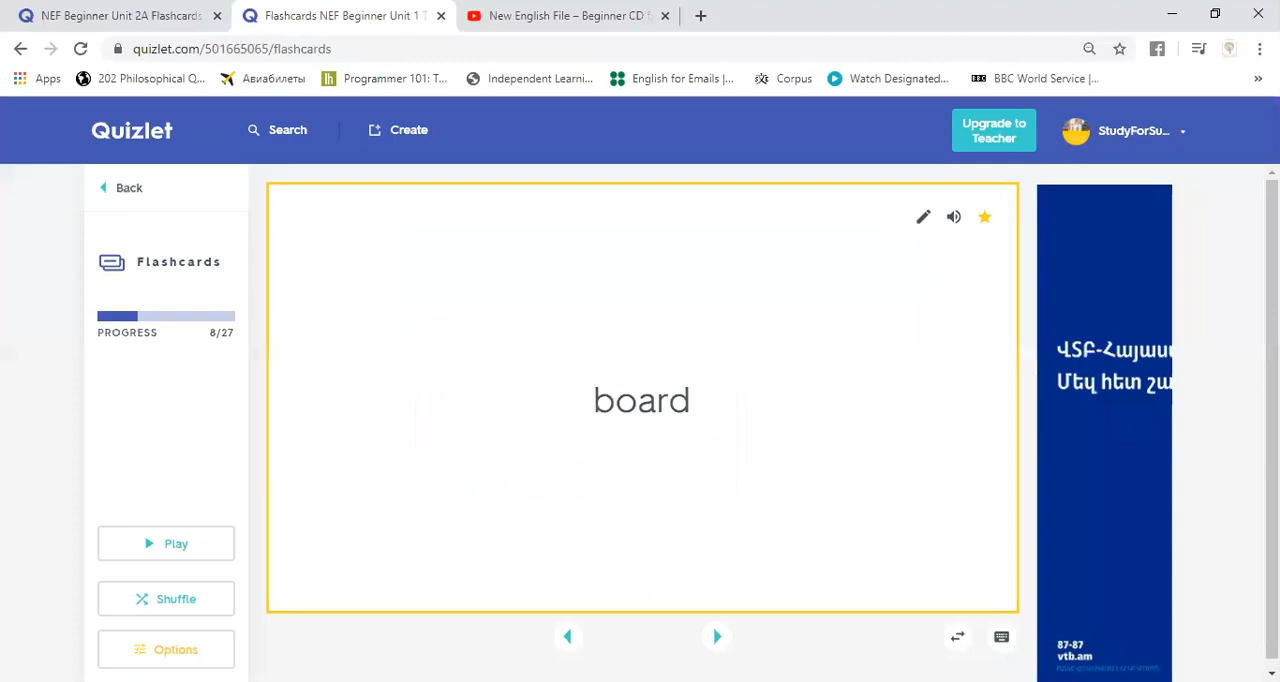 NEF Beginner Unit 2A Flashcards
Flashcards NEF Beginner Unit 1 T
New English File – Beginner CD f
quizlet.com/501665065/flashcards
Apps
202 Philosophical Q...
Авиабилеты
Programmer 101: T...
Independent Learni...
English for Emails |...
Corpus
Watch Designated...
BBC World Service |...
Quizlet
Search
Create
Upgrade to
Teacher
StudyForSu...
Back
Flashcards
PROGRESS 8/27
board
Play
Shuffle
Options
ՎՏԲ-Հայաս
Մեզ հետ շա
87-87
vtb.am